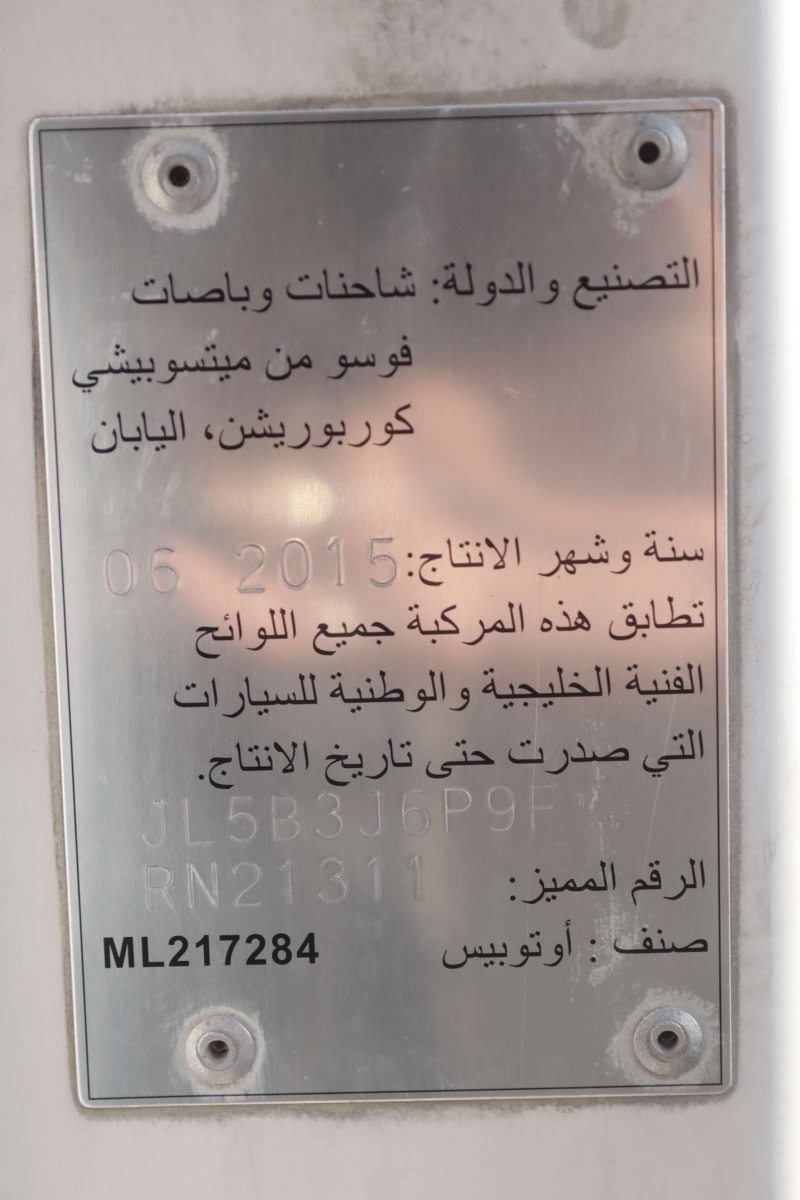 التصنيع والدولة: شاحنات وباصات
فوسو من ميتسوبيشي
كوربوريشن، اليابان
سنة وشهر الانتاج: 06 2015
تطابق هذه المركبة جميع اللوائح
الفنية الخليجية والوطنية للسيارات
التي صدرت حتى تاريخ الانتاج.
JL5B3J6P9F
الرقم المميز: RN21311
صنف : أوتوبيس ML217284